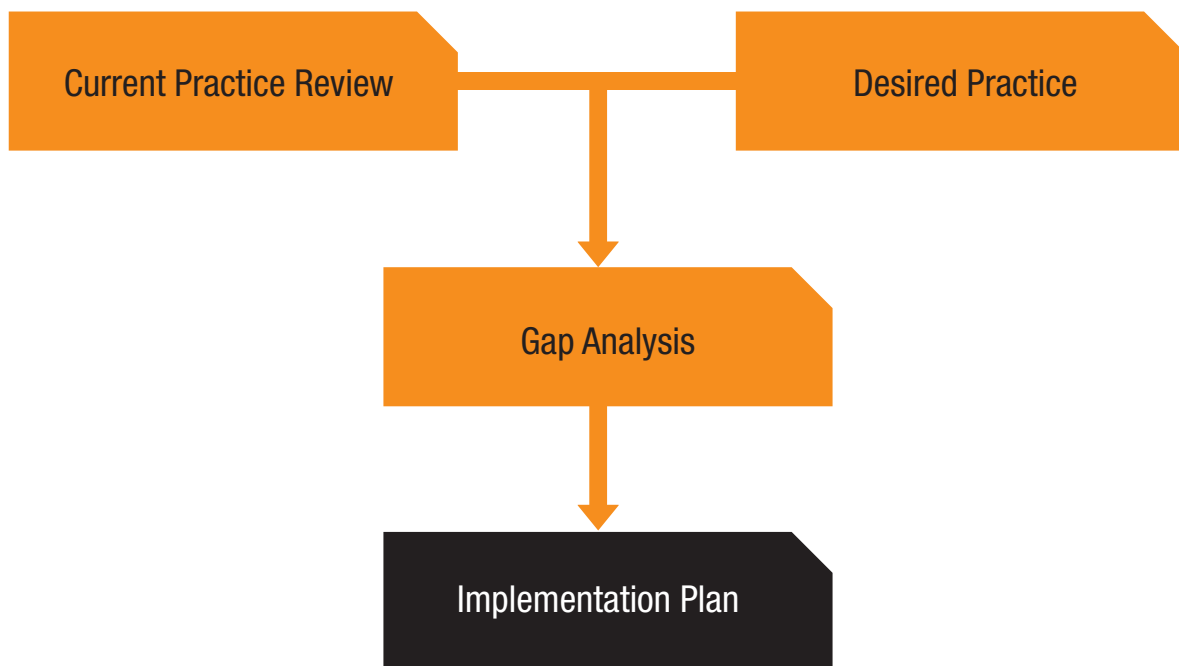 Current Practice Review
Desired Practice
Gap Analysis
Implementation Plan